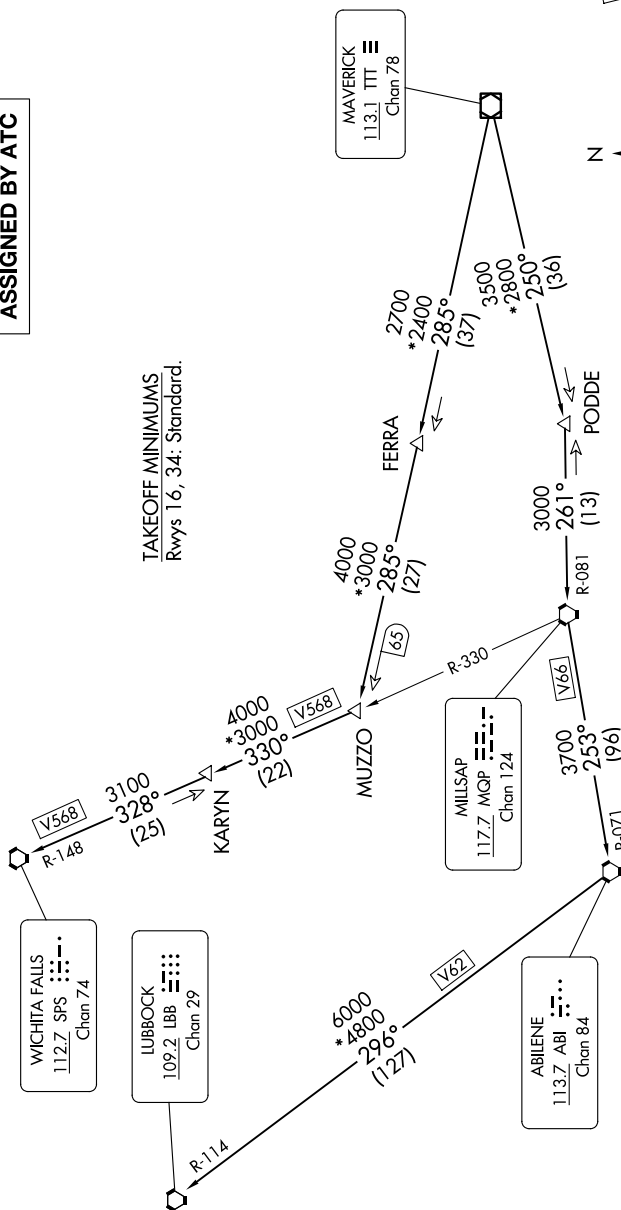 ASSIGNED BY ATC
TAKEOFF MINIMUMS
Rwys 16, 34: Standard.
MAVERICK
113.1 TTT
Chan 78
N
2700
*2400
285°
(37)
3500
*2800
250°
(36)
FERRA
PODDE
4000
*3000
285°
(27)
3000
261°
(13)
R-081
65
MUZZO
R-330
V568
4000
*3000
330°
(22)
KARYN
3100
328°
(25)
V568
R-148
WICHITA FALLS
112.7 SPS
Chan 74
LUBBOCK
109.2 LBB
Chan 29
MILLSAP
117.7 MQP
Chan 124
V66
3700
253°
(96)
R-071
ABILENE
113.7 ABI
Chan 84
V62
6000
*4800
296°
(127)
R-114